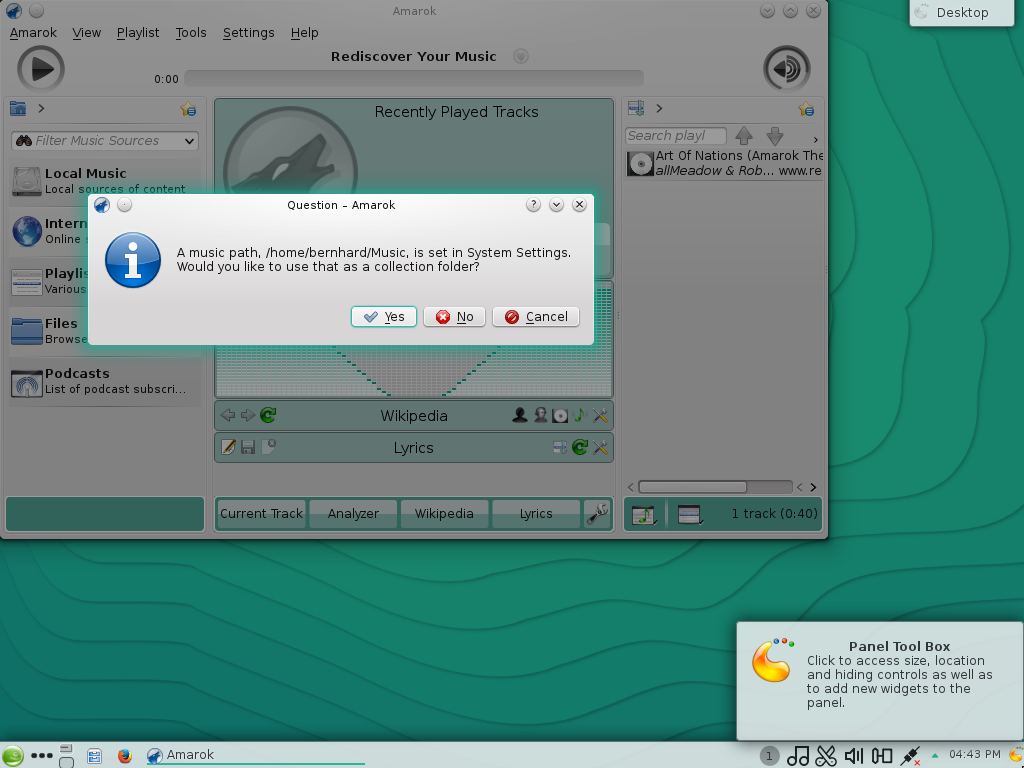 Amarok
Desktop
Amarok View Playlist Tools Settings Help
Rediscover Your Music
0:00
Filter Music Sources
Local Music
Local sources of content
Intern
Online s
Playlis
Various
Files
Browse
Podcasts
List of podcast subscri...
Recently Played Tracks
Wikipedia
Lyrics
Current Track Analyzer Wikipedia Lyrics
Search playl
Art Of Nations (Amarok The
allMeadow & Rob... www.re
1 track (0:40)
Question – Amarok
?
A music path, /home/bernhard/Music, is set in System Settings.
Would you like to use that as a collection folder?
Yes No Cancel
Panel Tool Box
Click to access size, location
and hiding controls as well as
to add new widgets to the
panel.
Amarok
1
04:43 PM